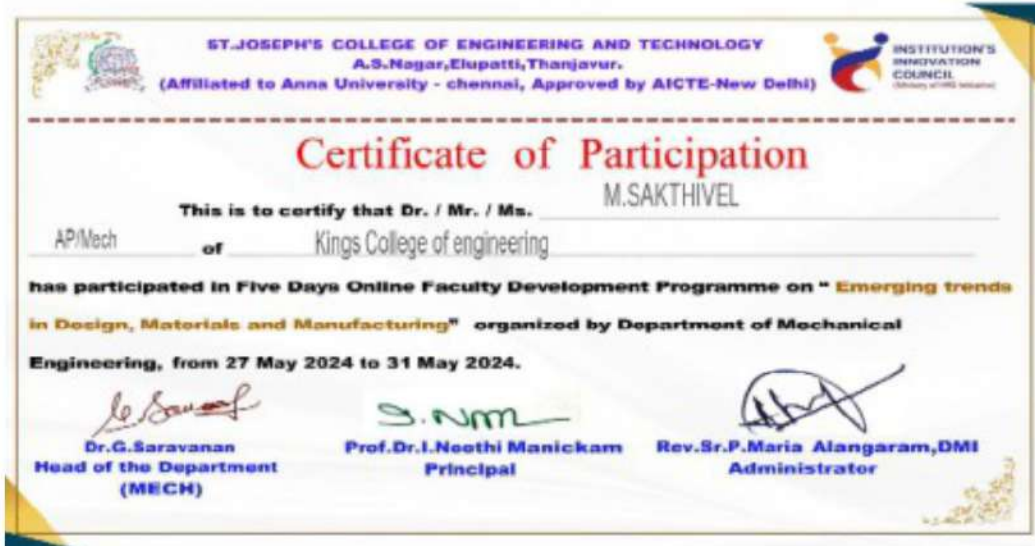 ST.JOSEPH'S COLLEGE OF ENGINEERING AND TECHNOLOGY
A.S.Nagar,Elupatti,Thanjavur.
(Affiliated to Anna University - chennai, Approved by AICTE-New Delhi)
INSTITUTION'S
INNOVATION
COUNCIL
Certificate of Participation
This is to certify that Dr. / Mr. / Ms. M.SAKTHIVEL
AP/Mech of Kings College of engineering
has participated in Five Days Online Faculty Development Programme on " Emerging trends
in Design, Materials and Manufacturing" organized by Department of Mechanical
Engineering, from 27 May 2024 to 31 May 2024.
Dr.G.Saravanan
Head of the Department
(MECH)
Prof.Dr.I.Neethi Manickam
Principal
Rev.Sr.P.Maria Alangaram,DMI
Administrator